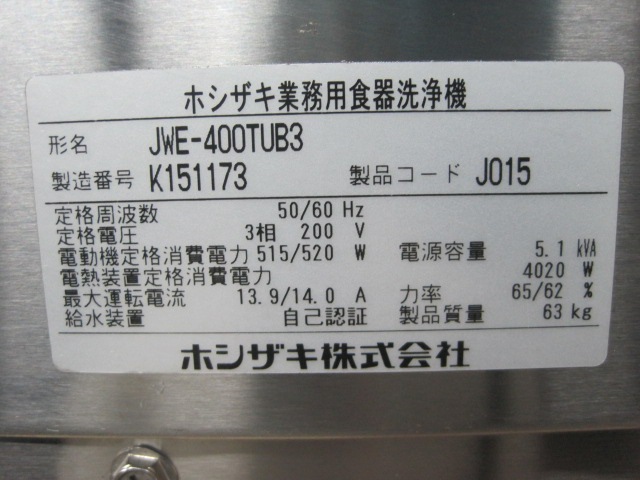 ホシザキ業務用食器洗浄機
形名 JWE-400TUB3
製造番号 K151173 製品コード J015
定格周波数 50/60 Hz
定格電圧 3相 200 V
電動機定格消費電力 515/520 W 電源容量 5.1 kVA
電熱装置定格消費電力 4020 W
最大運転電流 13.9/14.0 A 力率 65/62 %
給水装置 自己認証 製品質量 63 kg
ホシザキ株式会社